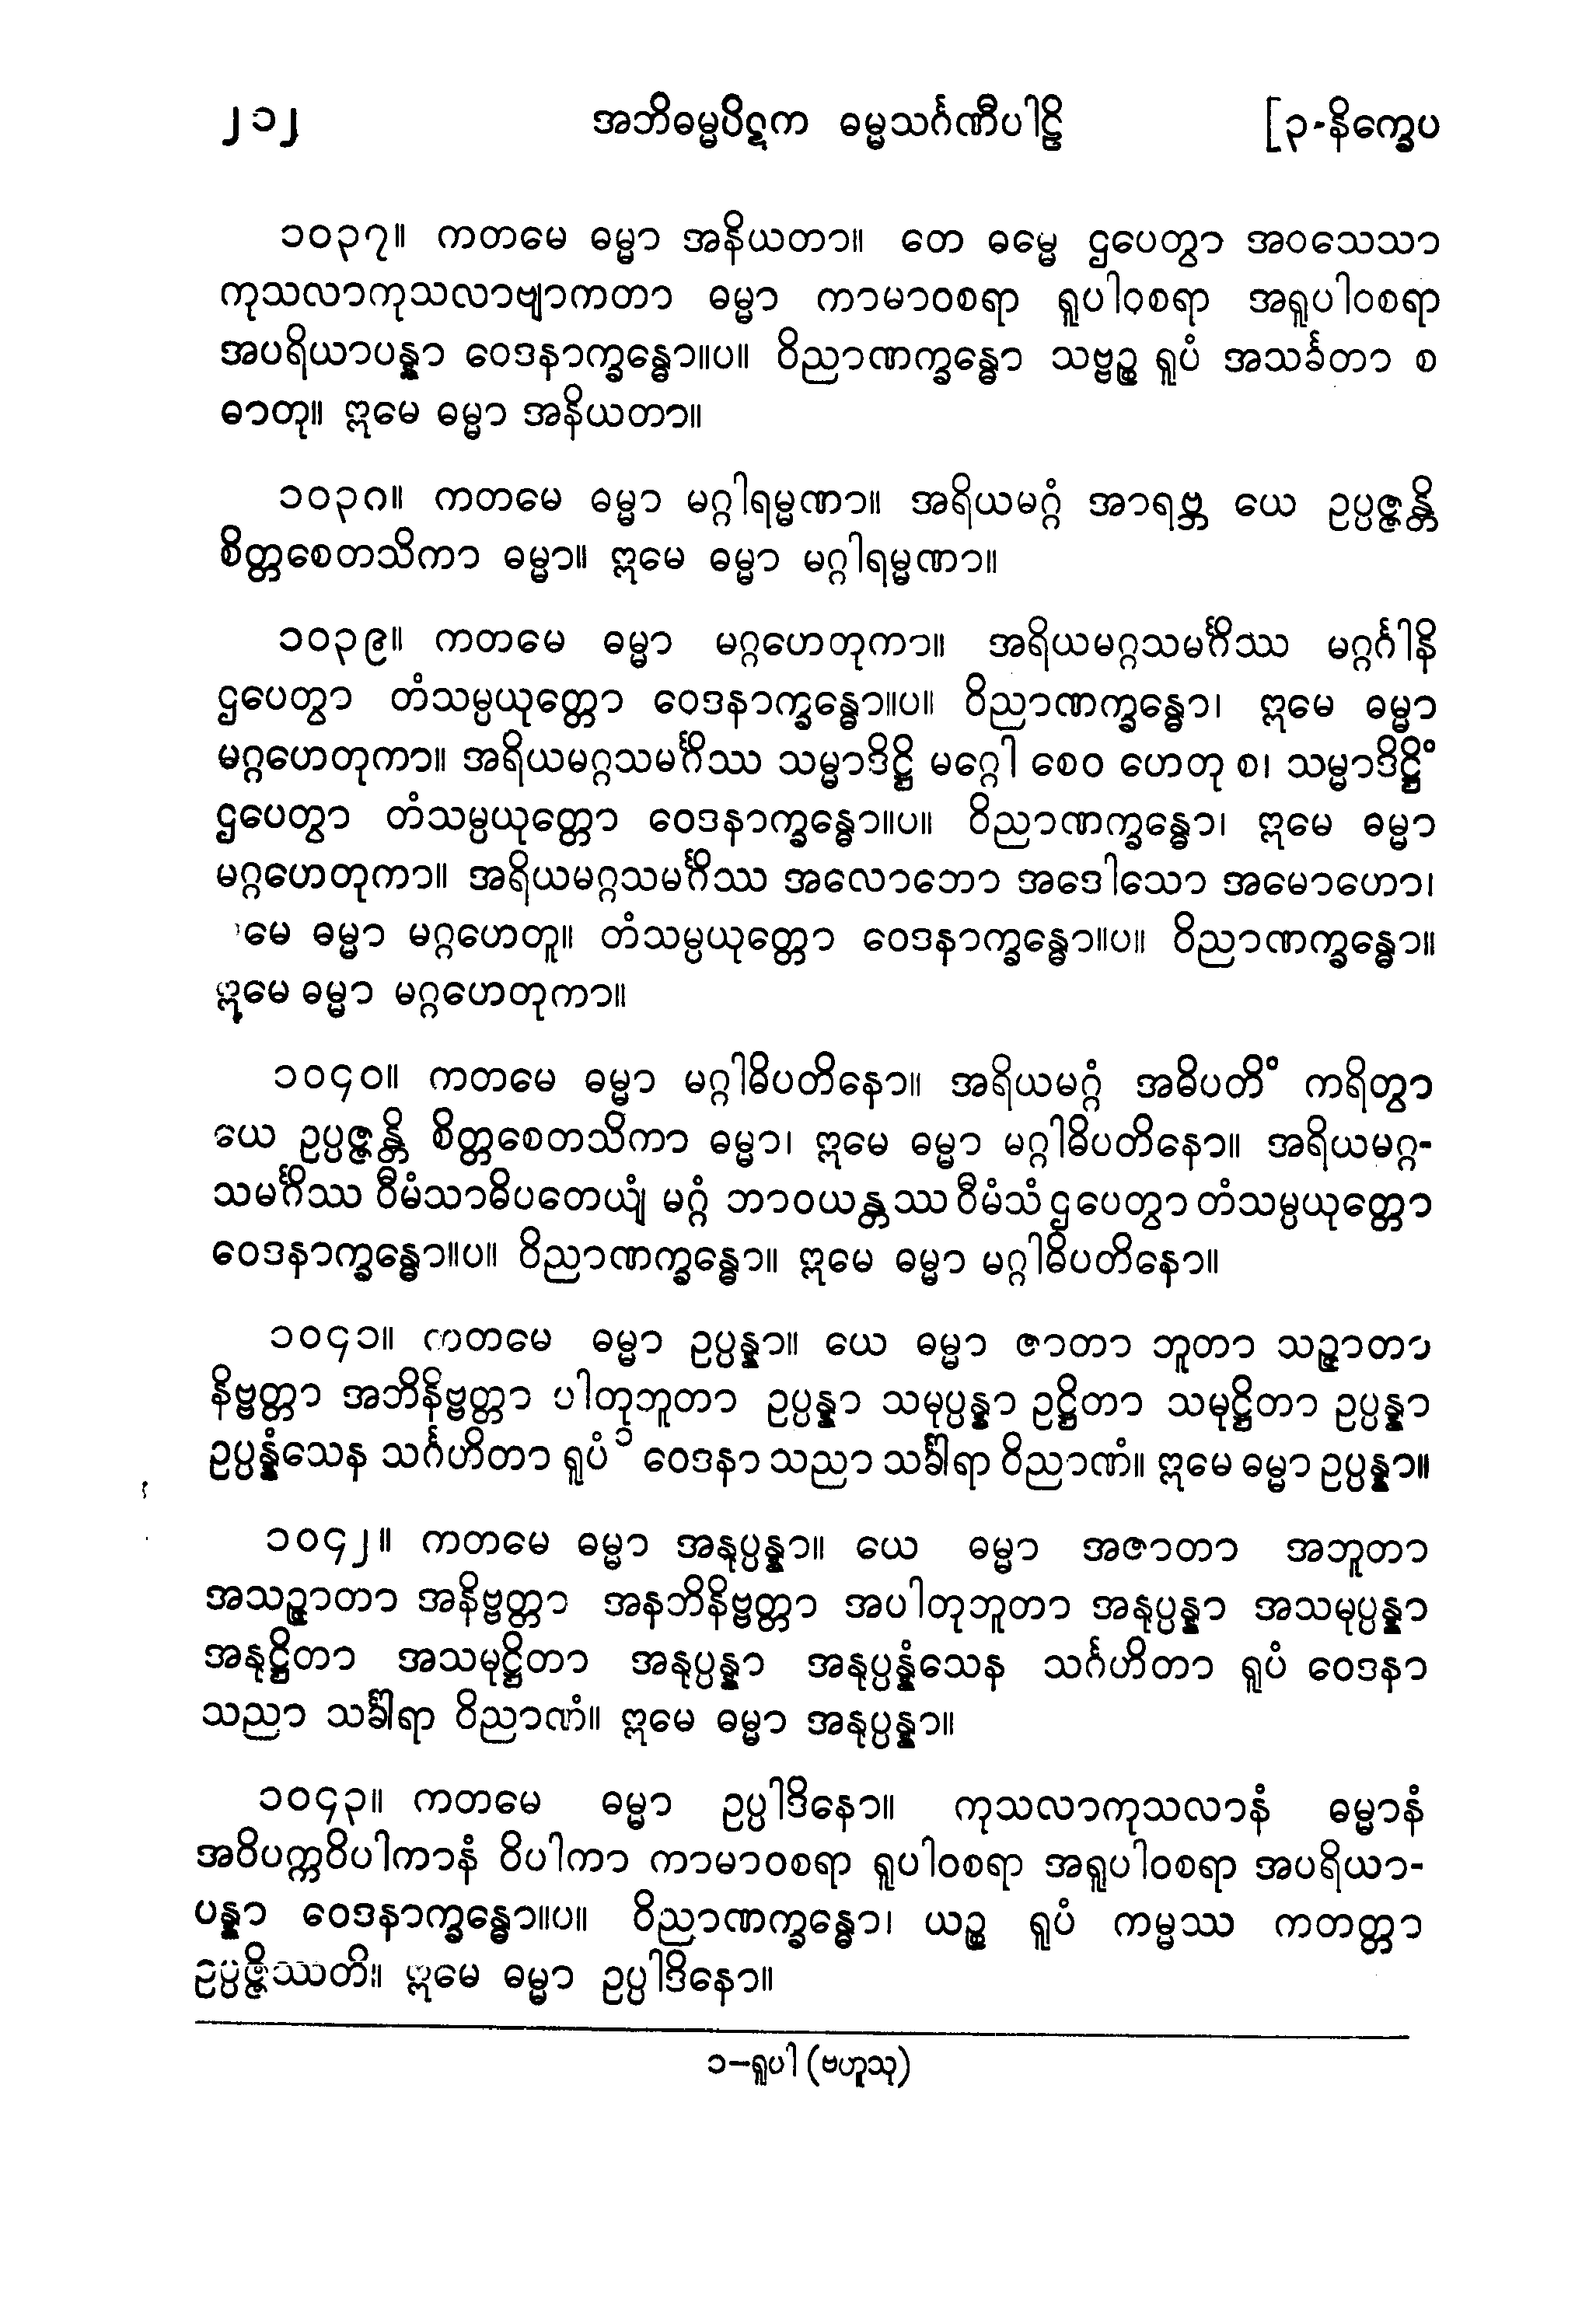 ၂၁၂ အဘိဓမ္မပိဋက ဓမ္မသင်္ဂဏီပါဠိ [၃-နိက္ခေပ
၁၀၃၇။ ကတမေ ဓမ္မာ အနိယတာ။ တေ ဓမ္မေ ဌပေတွာ အဝသေသာ
ကုသလာကုသလာဗျာကတာ ဓမ္မာ ကာမာဝစရာ ရူပါဝစရာ အရူပါဝစရာ
အပရိယာပန္နာ ဝေဒနာက္ခန္ဓော။ပ။ ဝိညာဏက္ခန္ဓော သဗ္ဗဉ္စ ရူပံ အသင်္ခတာ စ
ဓာတု။ ဣမေ ဓမ္မာ အနိယတာ။
၁၀၃၈။ ကတမေ ဓမ္မာ မဂ္ဂါရမ္မဏာ။ အရိယမဂ္ဂံ အာရဗ္ဘ ယေ ဥပ္ပဇ္ဇန္တိ
စိတ္တစေတသိကာ ဓမ္မာ။ ဣမေ ဓမ္မာ မဂ္ဂါရမ္မဏာ။
၁၀၃၉။ ကတမေ ဓမ္မာ မဂ္ဂဟေတုကာ။ အရိယမဂ္ဂသမင်္ဂိဿ မဂ္ဂင်္ဂါနိ
ဌပေတွာ တံသမ္ပယုတ္တော ဝေဒနာက္ခန္ဓော။ပ။ ဝိညာဏက္ခန္ဓော၊ ဣမေ ဓမ္မာ
မဂ္ဂဟေတုကာ။ အရိယမဂ္ဂသမင်္ဂိဿ သမ္မာဒိဋ္ဌိ မဂ္ဂေါ စေဝ ဟေတု စ၊ သမ္မာဒိဋ္ဌိံ
ဌပေတွာ တံသမ္ပယုတ္တော ဝေဒနာက္ခန္ဓော။ပ။ ဝိညာဏက္ခန္ဓော၊ ဣမေ ဓမ္မာ
မဂ္ဂဟေတုကာ။ အရိယမဂ္ဂသမင်္ဂိဿ အလောဘော အဒေါသော အမောဟော၊
ဣမေ ဓမ္မာ မဂ္ဂဟေတူ။ တံသမ္ပယုတ္တော ဝေဒနာက္ခန္ဓော။ပ။ ဝိညာဏက္ခန္ဓော။
ဣမေ ဓမ္မာ မဂ္ဂဟေတုကာ။
၁၀၄၀။ ကတမေ ဓမ္မာ မဂ္ဂါဓိပတိနော။ အရိယမဂ္ဂံ အဓိပတိံ ကရိတွာ
ယေ ဥပ္ပဇ္ဇန္တိ စိတ္တစေတသိကာ ဓမ္မာ၊ ဣမေ ဓမ္မာ မဂ္ဂါဓိပတိနော။ အရိယမဂ္ဂ-
သမင်္ဂိဿ ဝီမံသာဓိပတေယျံ မဂ္ဂံ ဘာဝယန္တဿ ဝီမံသံ ဌပေတွာ တံသမ္ပယုတ္တော
ဝေဒနာက္ခန္ဓော။ပ။ ဝိညာဏက္ခန္ဓော။ ဣမေ ဓမ္မာ မဂ္ဂါဓိပတိနော။
၁၀၄၁။ ကတမေ ဓမ္မာ ဥပ္ပန္နာ။ ယေ ဓမ္မာ ဇာတာ ဘူတာ သဉ္ဇာတာ
နိဗ္ဗတ္တာ အဘိနိဗ္ဗတ္တာ ပါတုဘူတာ ဥပ္ပန္နာ သမုပ္ပန္နာ ဥဋ္ဌိတာ သမုဋ္ဌိတာ ဥပ္ပန္နာ
ဥပ္ပန္နံသေန သင်္ဂဟိတာ ရူပံ ၁ ဝေဒနာ သညာ သင်္ခါရာ ဝိညာဏံ။ ဣမေ ဓမ္မာ ဥပ္ပန္နာ။
၁၀၄၂။ ကတမေ ဓမ္မာ အနုပ္ပန္နာ။ ယေ ဓမ္မာ အဇာတာ အဘူတာ
အသဉ္ဇာတာ အနိဗ္ဗတ္တာ အနဘိနိဗ္ဗတ္တာ အပါတုဘူတာ အနုပ္ပန္နာ အသမုပ္ပန္နာ
အနုဋ္ဌိတာ အသမုဋ္ဌိတာ အနုပ္ပန္နာ အနုပ္ပန္နံသေန သင်္ဂဟိတာ ရူပံ ဝေဒနာ
သညာ သင်္ခါရာ ဝိညာဏံ။ ဣမေ ဓမ္မာ အနုပ္ပန္နာ။
၁၀၄၃။ ကတမေ ဓမ္မာ ဥပ္ပါဒိနော။ ကုသလာကုသလာနံ ဓမ္မာနံ
အဝိပက္ကဝိပါကာနံ ဝိပါကာ ကာမာဝစရာ ရူပါဝစရာ အရူပါဝစရာ အပရိယာ-
ပန္နာ ဝေဒနာက္ခန္ဓော။ပ။ ဝိညာဏက္ခန္ဓော၊ ယဉ္စ ရူပံ ကမ္မဿ ကတတ္တာ
ဥပ္ပဇ္ဇိဿတိ။ ဣမေ ဓမ္မာ ဥပ္ပါဒိနော။
၁-ရူပါ (ဗဟူသု)